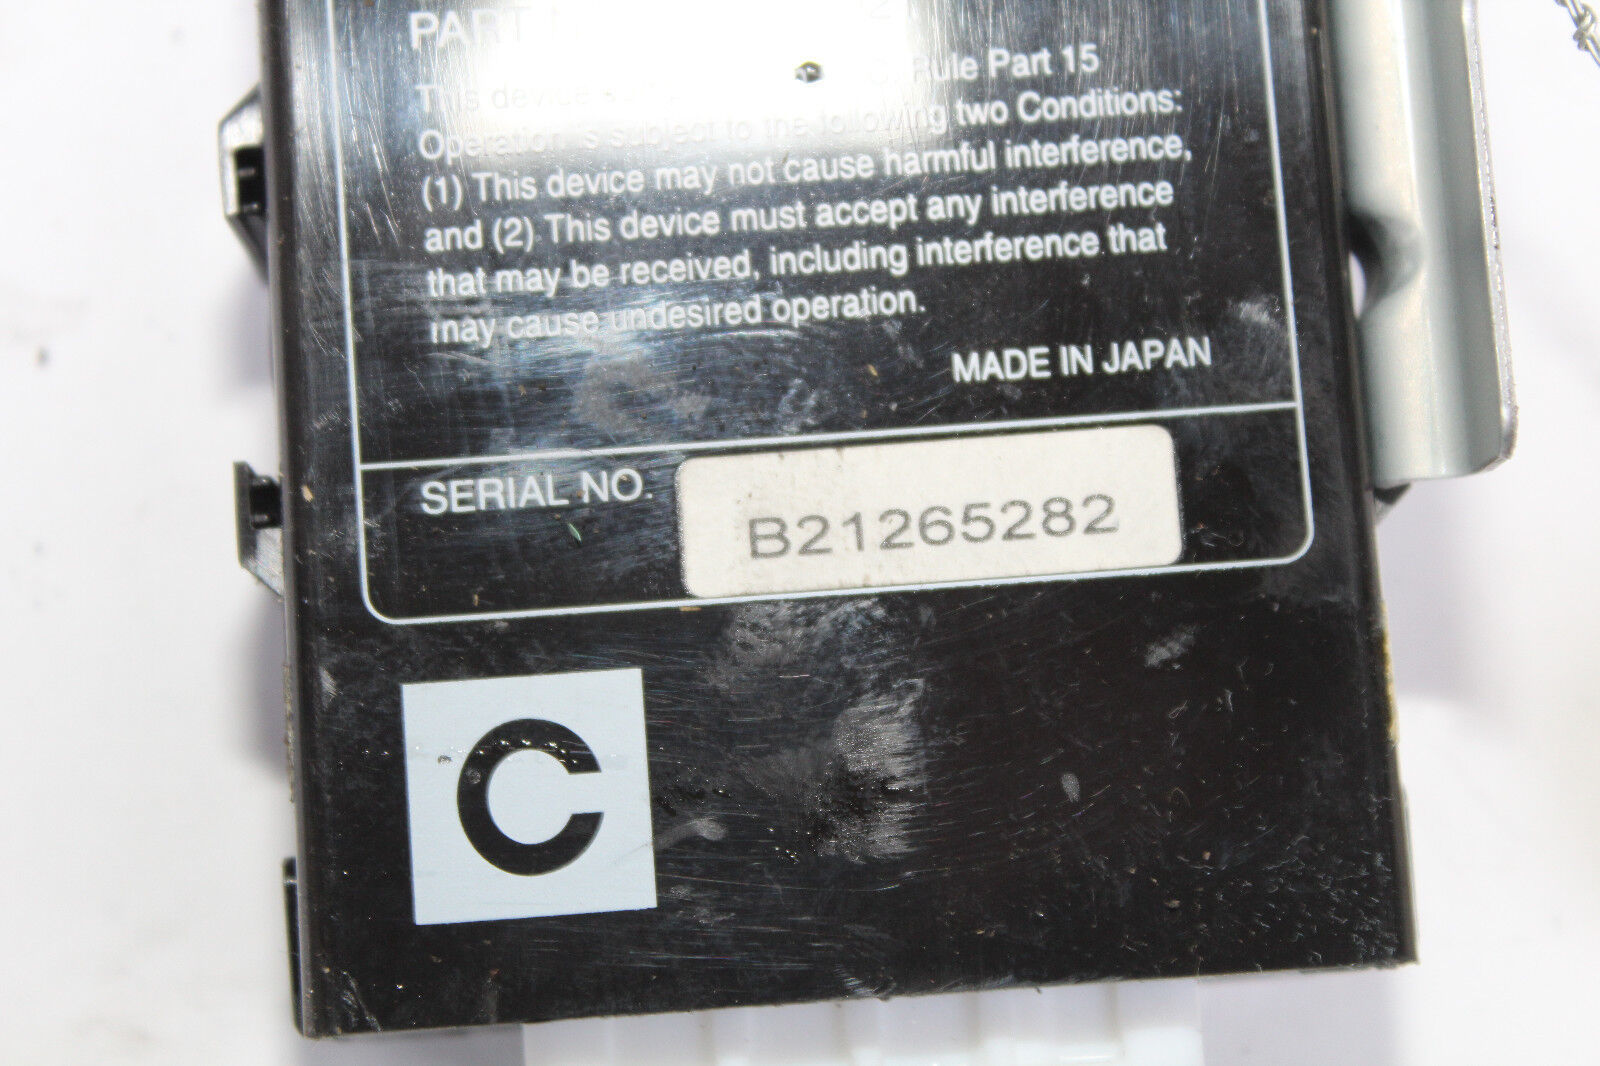 PART
This device Rule Part 15
Operation is subject to the following two Conditions:
(1) This device may not cause harmful interference,
and (2) This device must accept any interference
that may be received, including interference that
may cause undesired operation.
MADE IN JAPAN
SERIAL NO. B21265282
C